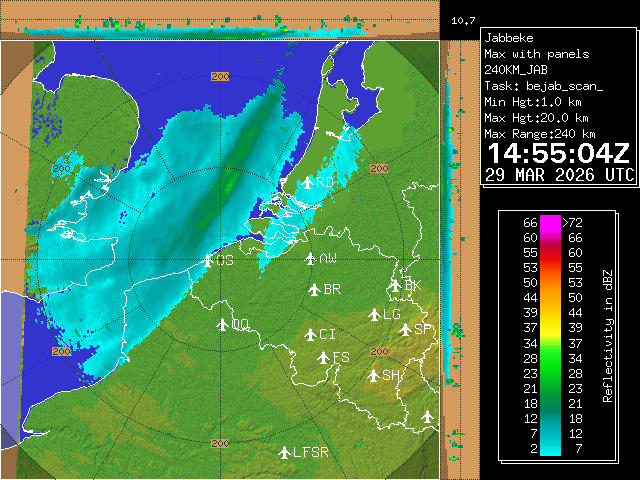 10.7
Jabbeke
Max with panels
240KM_JAB
Task: bejab_scan_
Min Hgt:1.0 km
Max Hgt:20.0 km
Max Range:240 km
14:55:04Z
29 MAR 2026 UTC
200
200
200
RD
OS
AW
BR
BK
QO
LG
CI
SP
FS
200
200
SH
200
LFSR
66 >72
60 66
55 60
53 55
50 53
44 50
39 44
37 39
34 37
28 34
23 28
21 23
18 21
12 18
7 12
2 7
Reflectivity in dBZ